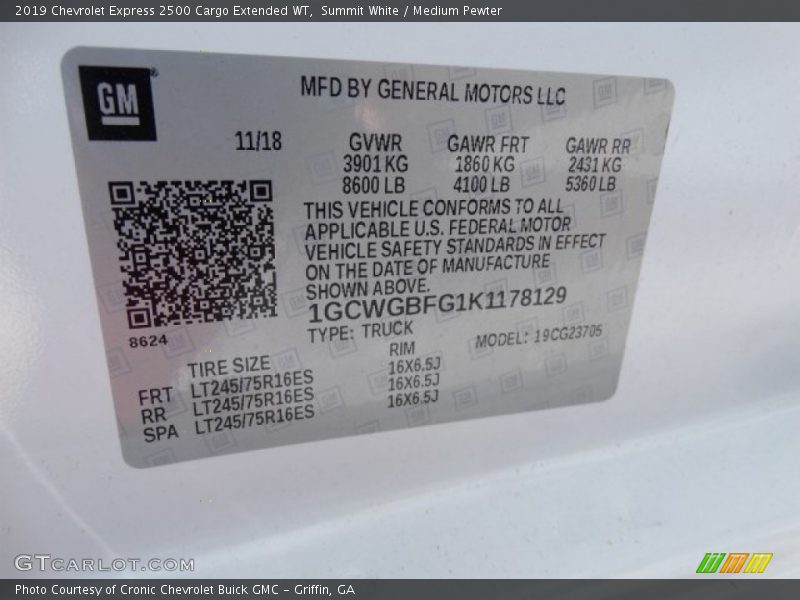 2019 Chevrolet Express 2500 Cargo Extended WT, Summit White / Medium Pewter
GM
MFD BY GENERAL MOTORS LLC
11/18 GVWR GAWR FRT GAWR RR
3901 KG 1860 KG 2431 KG
8600 LB 4100 LB 5360 LB
THIS VEHICLE CONFORMS TO ALL
APPLICABLE U.S. FEDERAL MOTOR
VEHICLE SAFETY STANDARDS IN EFFECT
ON THE DATE OF MANUFACTURE
SHOWN ABOVE.
1GCWGBFG1K1178129
8624 TYPE: TRUCK MODEL: 19CG23705
TIRE SIZE RIM
FRT LT245/75R16ES 16X6.5J
RR LT245/75R16ES 16X6.5J
SPA LT245/75R16ES 16X6.5J
GTCARLOT.COM
Photo Courtesy of Cronic Chevrolet Buick GMC – Griffin, GA